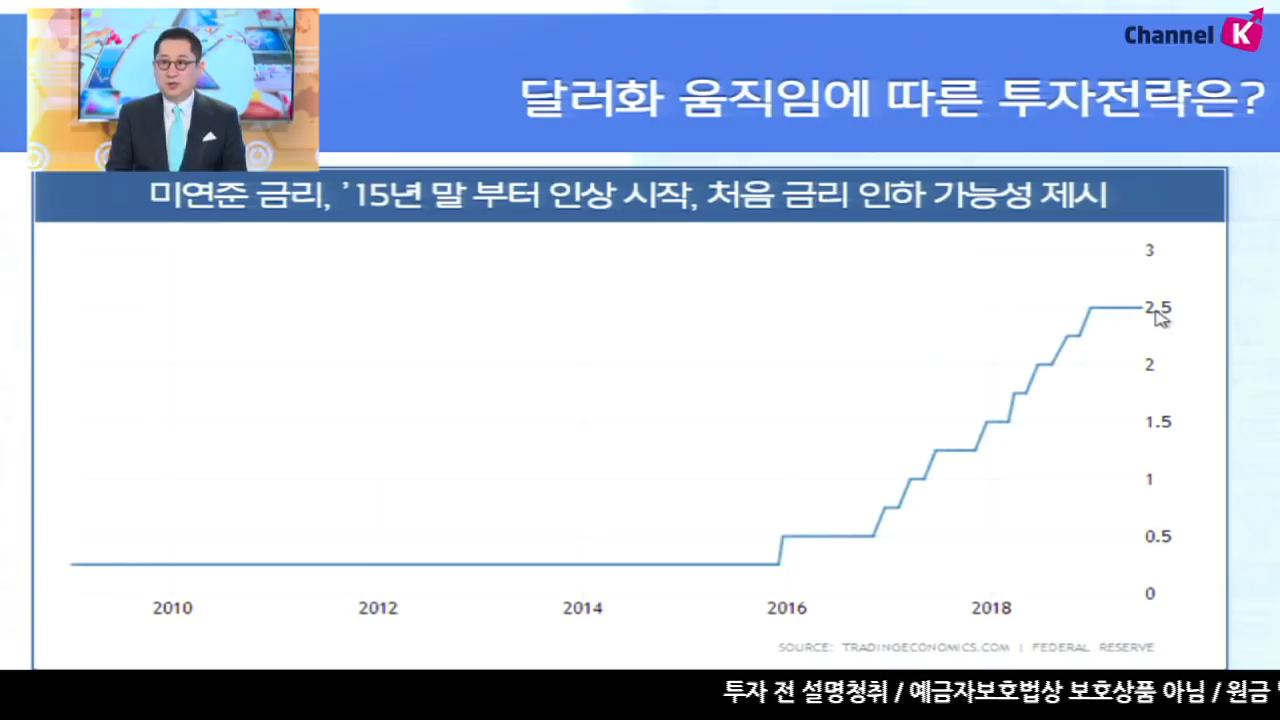 Channel K
달러화 움직임에 따른 투자전략은?
미연준 금리, ’15년 말 부터 인상 시작, 처음 금리 인하 가능성 제시
3
2.5
2
1.5
1
0.5
0
2010 2012 2014 2016 2018
SOURCE: TRADINGECONOMICS.COM | FEDERAL RESERVE
투자 전 설명청취 / 예금자보호법상 보호상품 아님 / 원금